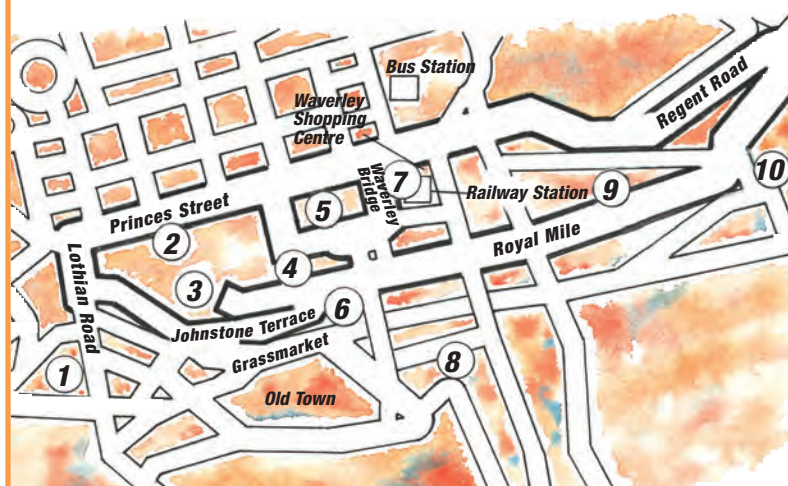 Bus Station
Waverley
Shopping
Centre
Regent Road
10
7
Waverley
Bridge
Railway Station
9
5
Princes Street
2
Royal Mile
4
Lothian Road
3
6
Johnstone Terrace
Grassmarket
8
1
Old Town